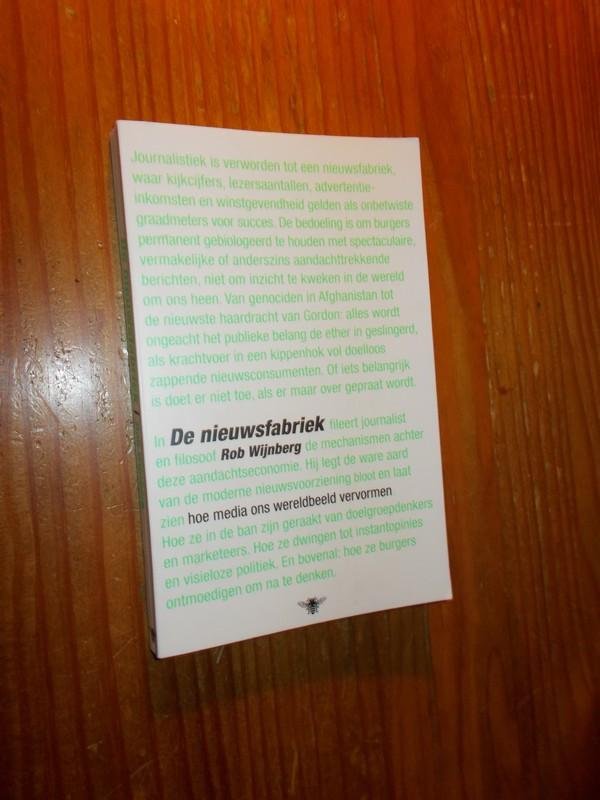 Journalistiek is verworden tot een nieuwsfabriek,
waar kijkcijfers, lezersaantallen, advertentie-
inkomsten en winstgevendheid gelden als onbetwiste
graadmeters voor succes. De bedoeling is om burgers
permanent gebiologeerd te houden met spectaculaire,
vermakelijke of anderszins aandachttrekkende
berichten, niet om inzicht te kweken in de wereld
om ons heen. Van genociden in Afghanistan tot
de nieuwste haardracht van Gordon: alles wordt
ongeacht het publieke belang de ether in geslingerd,
als krachtvoer in een kippenhok vol doelloos
zappende nieuwsconsumenten. Of iets belangrijk
is doet er niet toe, als er maar over gepraat wordt.
In De nieuwsfabriek fileert journalist
en filosoof Rob Wijnberg de mechanismen achter
deze aandachtseconomie. Hij legt de ware aard
van de moderne nieuwsvoorziening bloot en laat
zien hoe media ons wereldbeeld vervormen
Hoe ze in de ban zijn geraakt van doelgroepdenkers
en marketeers. Hoe ze dwingen tot instantopinies
en visieloze politiek. En bovenal: hoe ze burgers
ontmoedigen om na te denken.